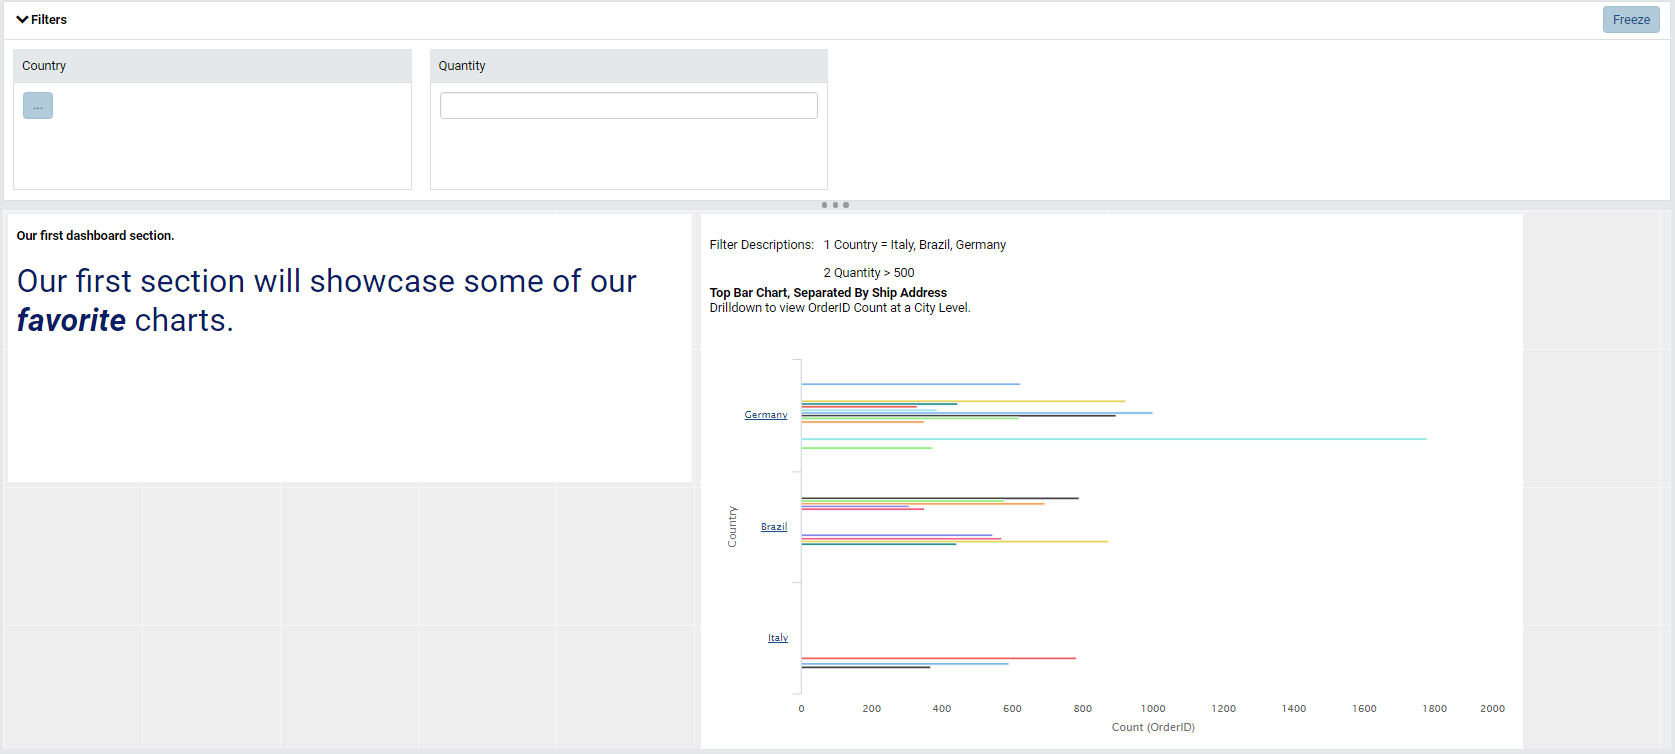 Filters
Freeze
Country
Quantity
...
Our first dashboard section.
Our first section will showcase some of our
favorite charts.
Filter Descriptions: 1 Country = Italy, Brazil, Germany
2 Quantity > 500
Top Bar Chart, Separated By Ship Address
Drilldown to view OrderID Count at a City Level.
Germany
Brazil
Italy
Country
0 200 400 600 800 1000 1200 1400 1600 1800 2000
Count (OrderID)